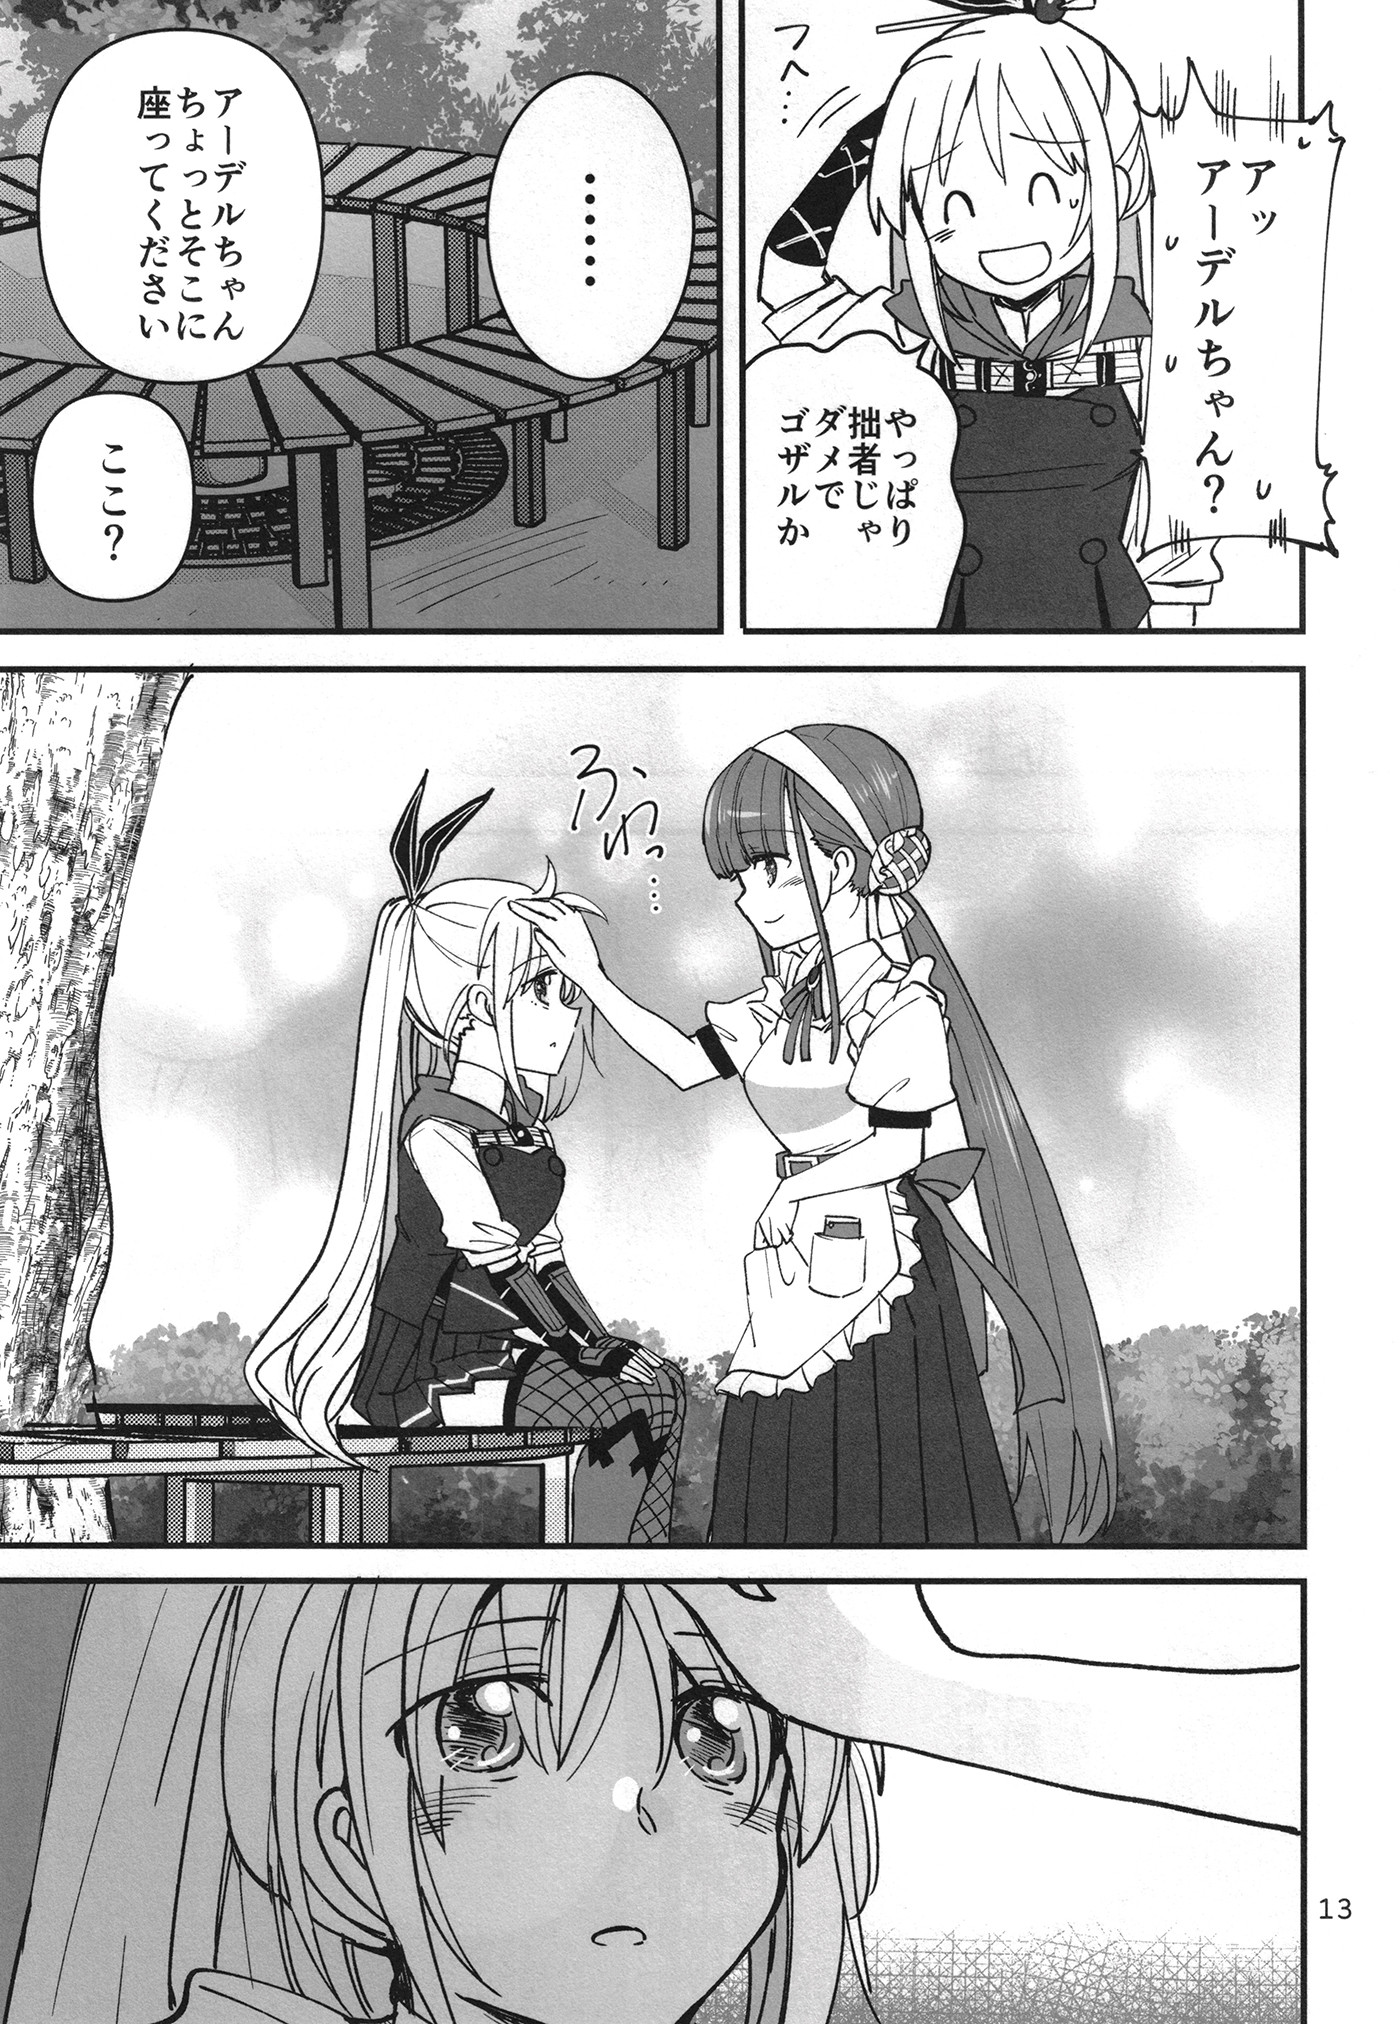 アッ
アーデルちゃん？
フヘ…
やっぱり
拙者じゃ
ダメで
ゴザルか
……
アーデルちゃん
ちょっとそこに
座ってください
ここ？
ふわっ…
13